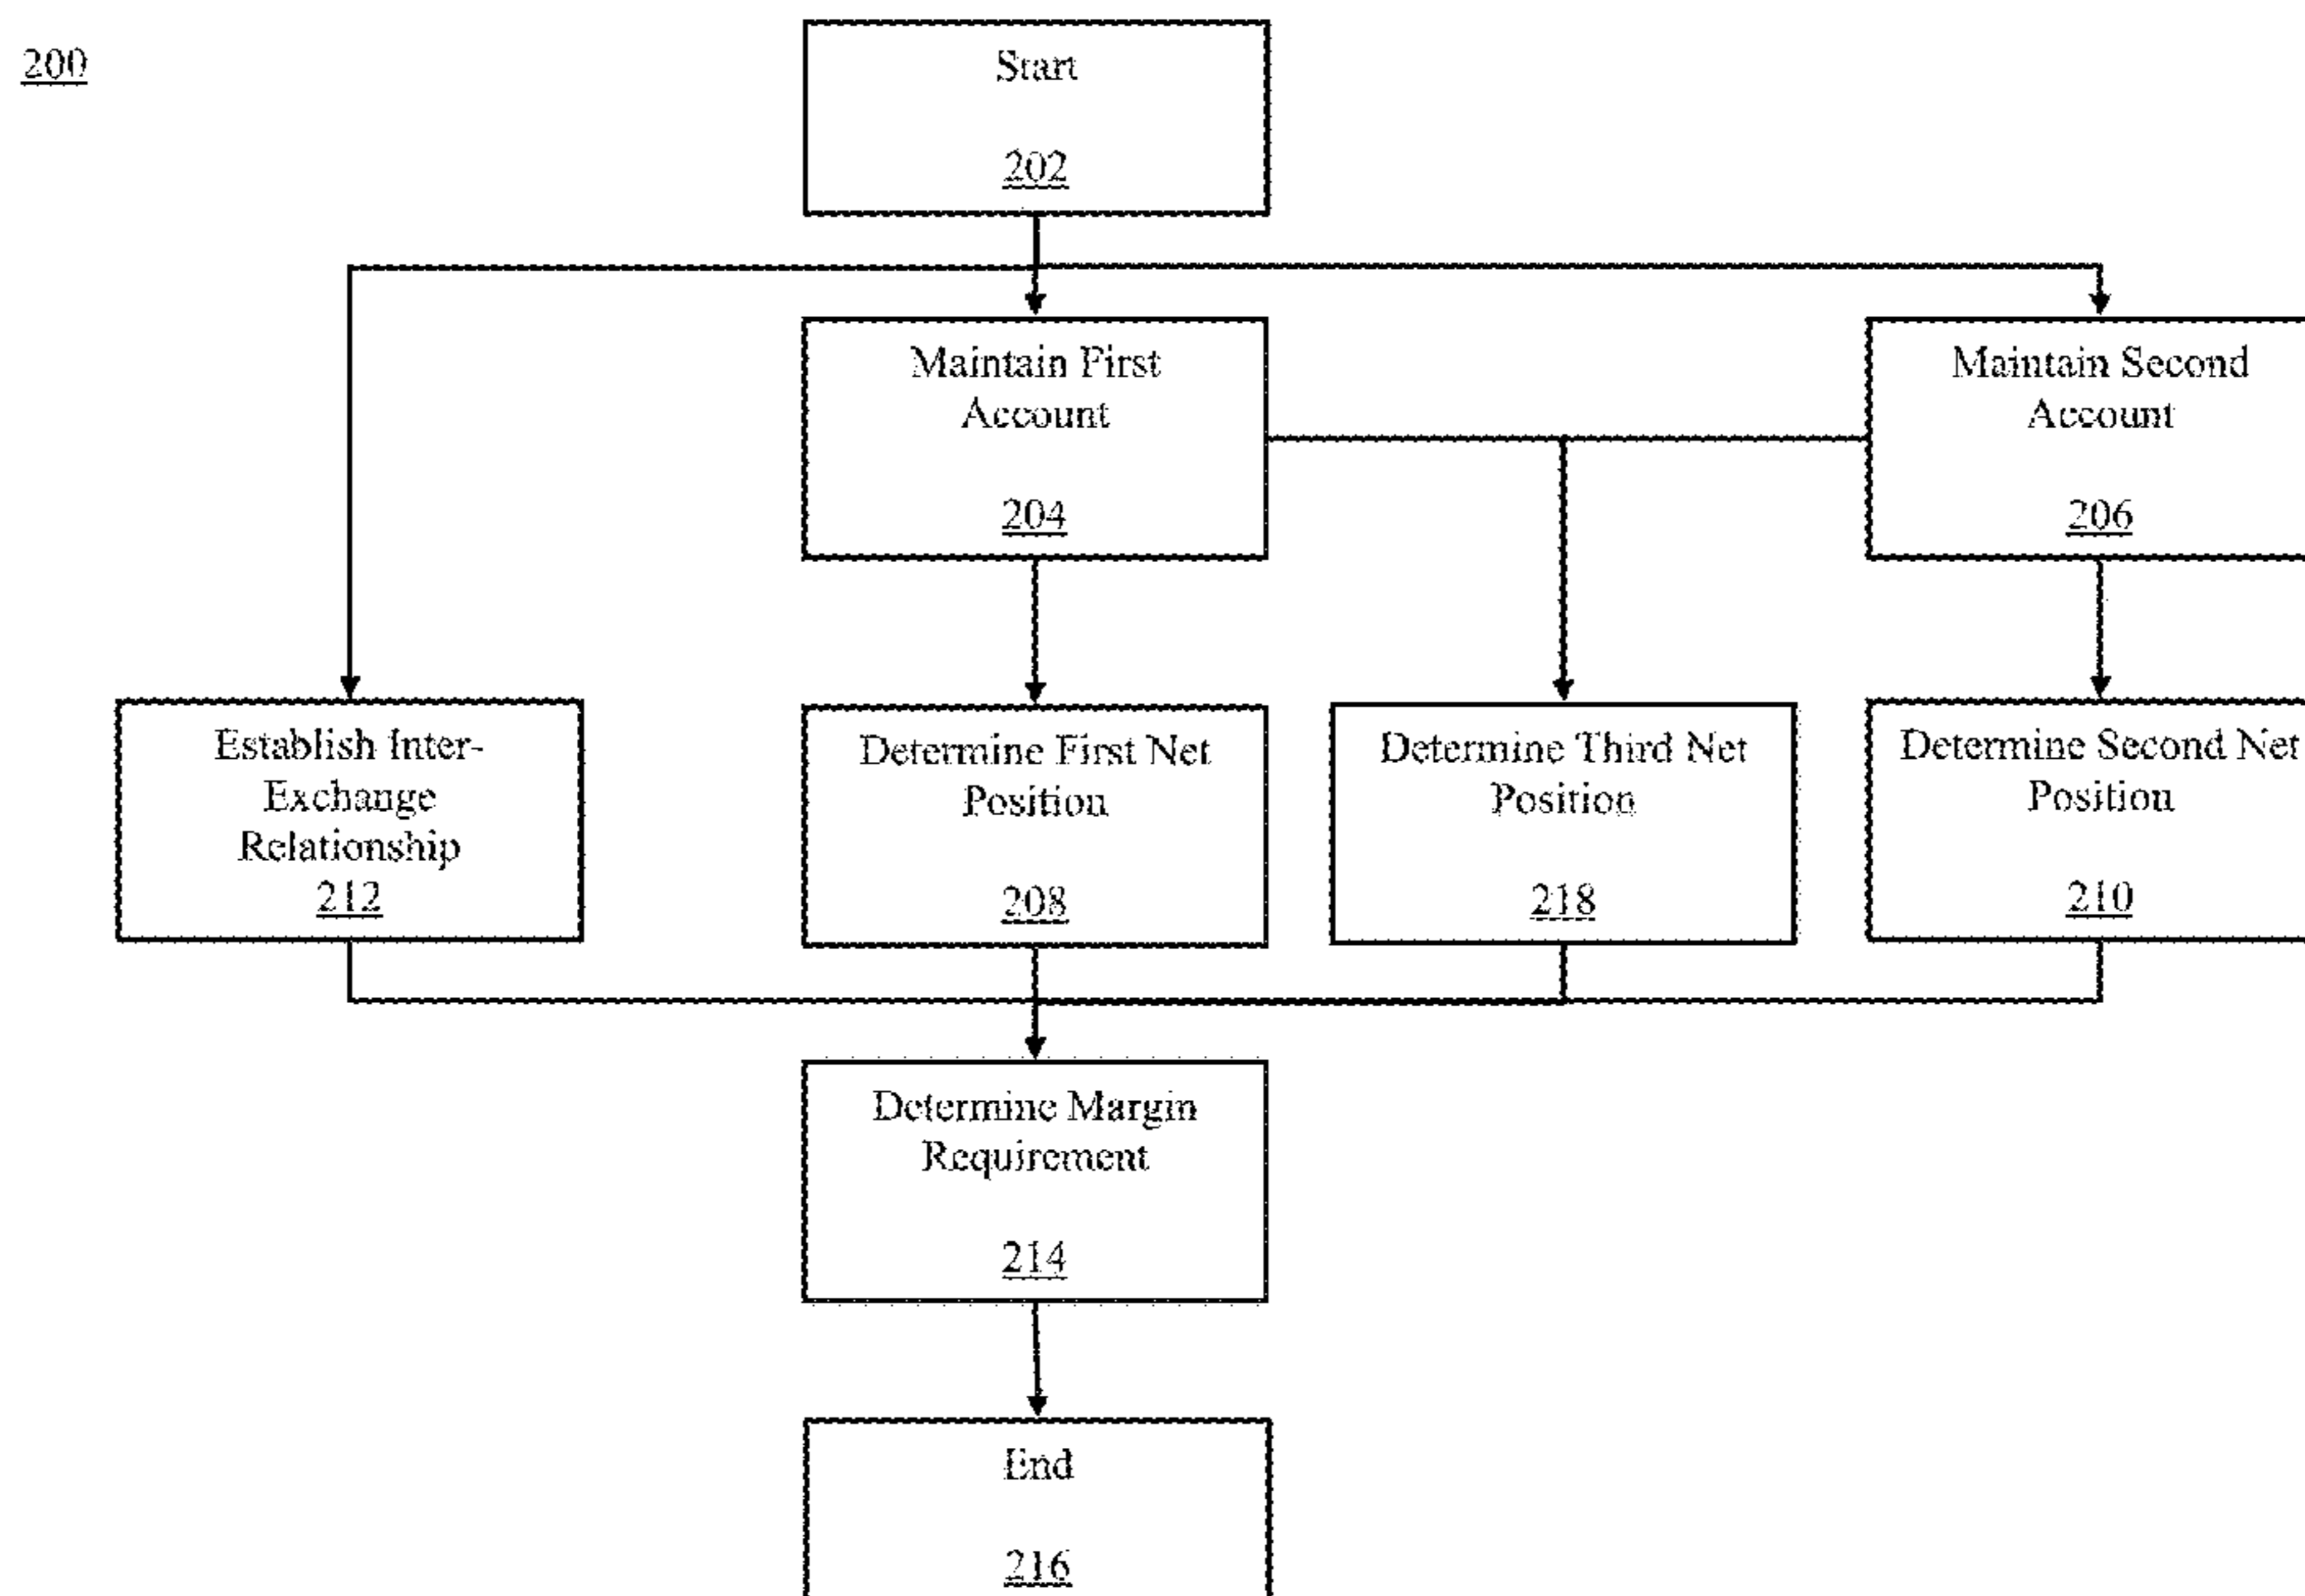 200
Start
202
Maintain First
Account
204
Maintain Second
Account
206
Establish Inter-
Exchange
Relationship
212
Determine First Net
Position
208
Determine Third Net
Position
218
Determine Second Net
Position
210
Determine Margin
Requirement
214
End
216